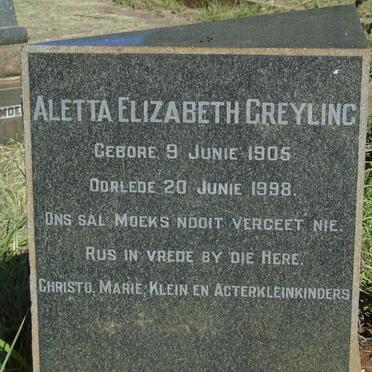 ALETTA ELIZABETH GREYLING
GEBORE 9 JUNIE 1905
OORLEDE 20 JUNIE 1998.
ONS SAL MOEKS NOOIT VERGEET NIE.
RUS IN VREDE BY DIE HERE.
CHRISTO, MARIE, KLEIN EN AGTERKLEINKINDERS